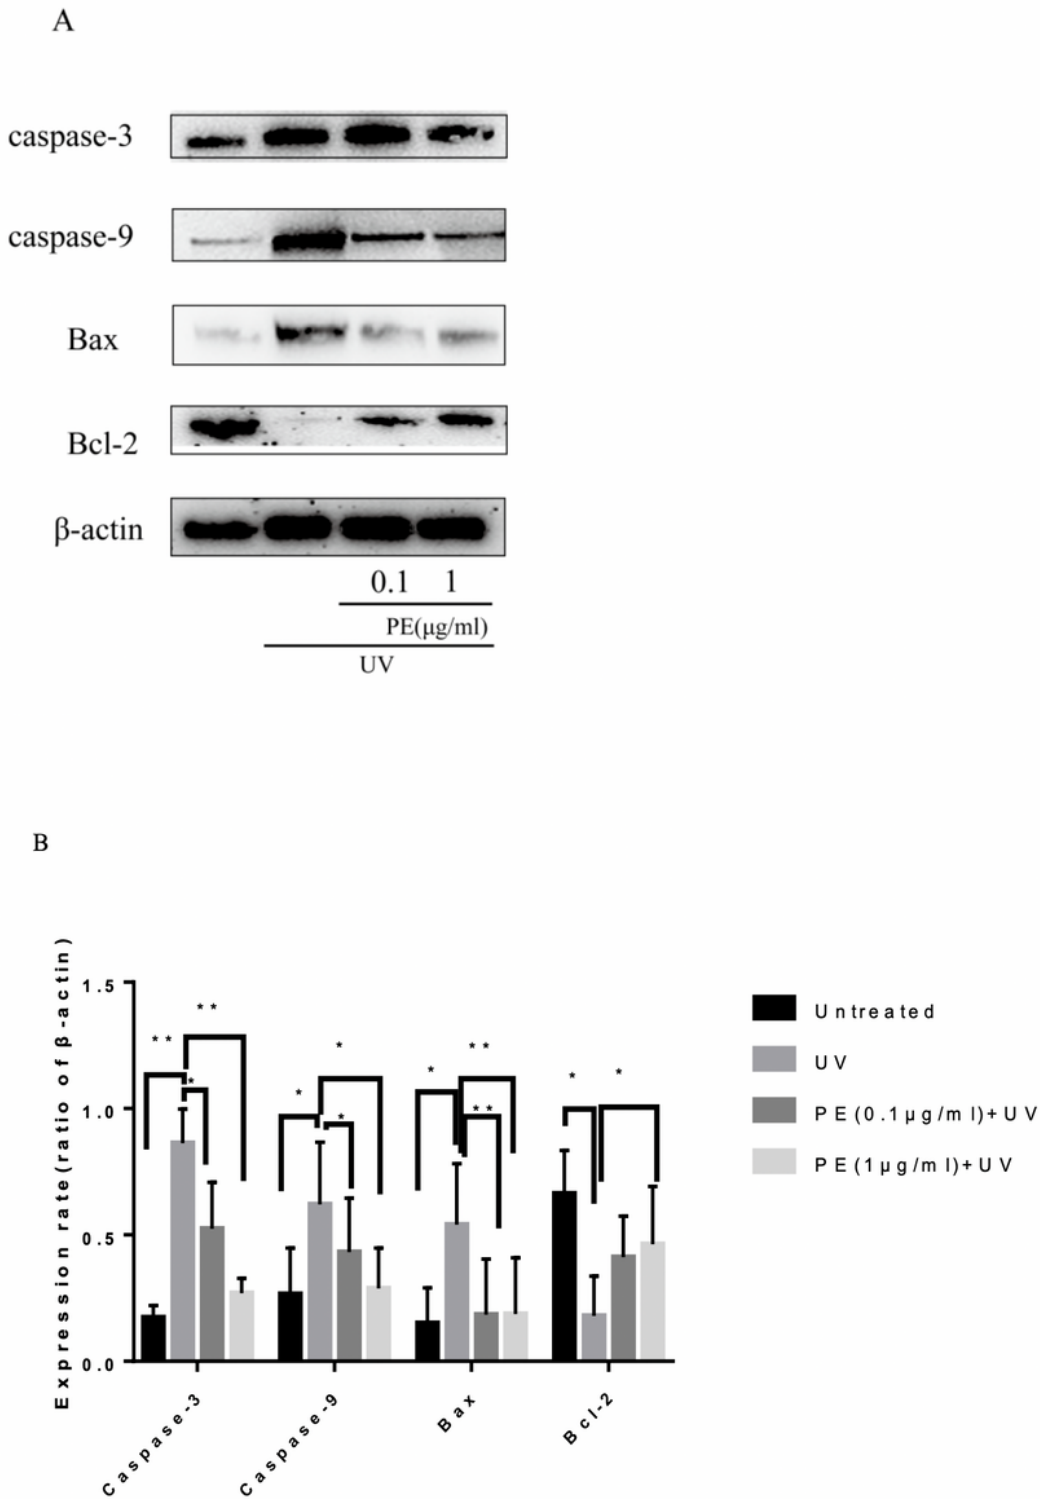 A
caspase-3
caspase-9
Bax
Bcl-2
β-actin
0.1 1
PE(μg/ml)
UV
B
Expression rate(ratio of β-actin)
1.5
1.0
0.5
0.0
** ** *
* * *
* ** **
* *
Caspase-3
Caspase-9
Bax
Bcl-2
Untreated
UV
PE(0.1μg/ml)+UV
PE(1μg/ml)+UV